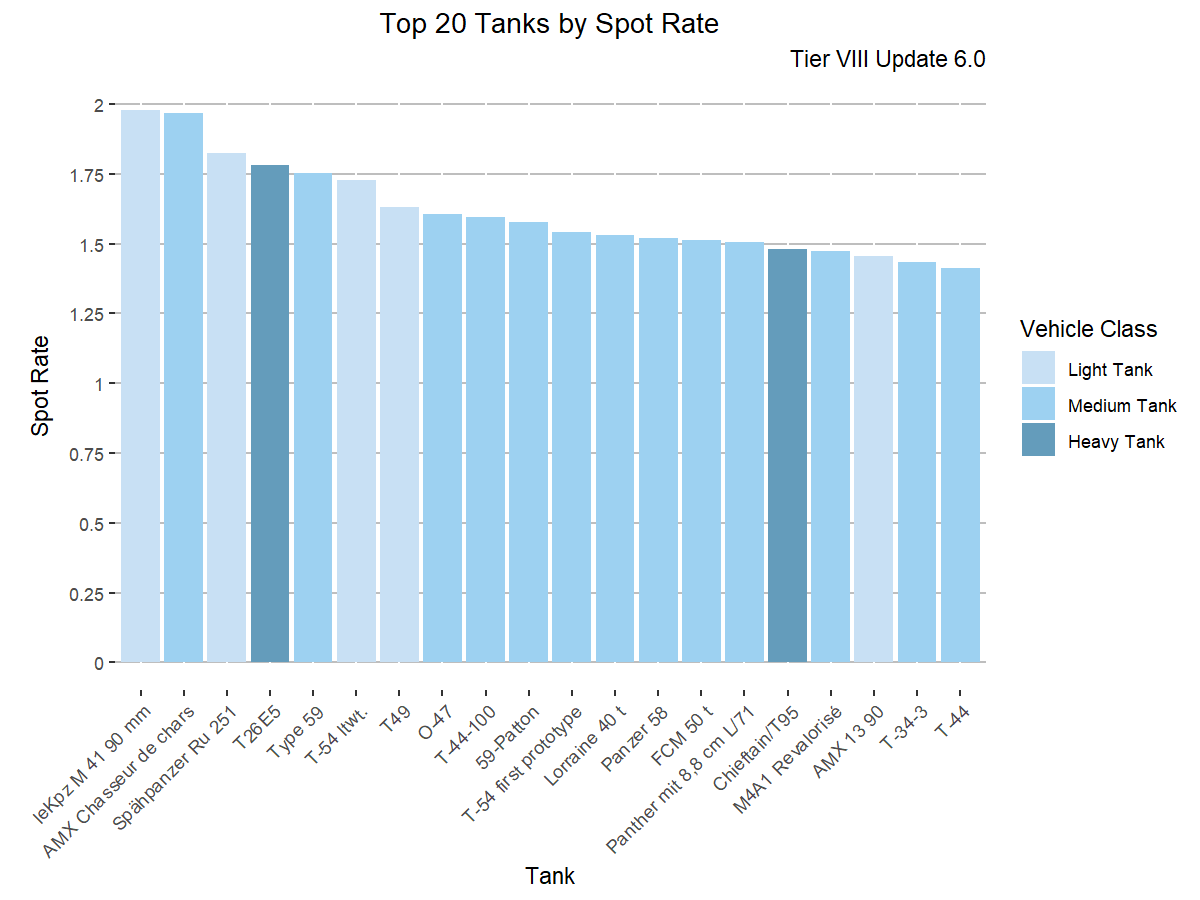 Top 20 Tanks by Spot Rate
Tier VIII Update 6.0
2
1.75
1.5
1.25
1
0.75
0.5
0.25
0
Spot Rate
leKpz M 41 90 mm
AMX Chasseur de chars
Spähpanzer Ru 251
T26E5
Type 59
T-54 ltwt.
T49
O-47
T-44-100
59-Patton
T-54 first prototype
Lorraine 40 t
Panzer 58
FCM 50 t
Panther mit 8,8 cm L/71
Chieftain/T95
M4A1 Revalorisé
AMX 13 90
T-34-3
T-44
Tank
Vehicle Class
Light Tank
Medium Tank
Heavy Tank